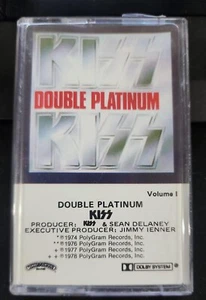 KISS
DOUBLE PLATINUM
KISS
Volume I
DOUBLE PLATINUM
KISS
PRODUCER: KISS & SEAN DELANEY
EXECUTIVE PRODUCER: JIMMY IENNER
*℗1974 PolyGram Records, Inc.
**℗1976 PolyGram Records, Inc.
+℗1977 PolyGram Records, Inc.
++℗1978 PolyGram Records, Inc.
DOLBY SYSTEM